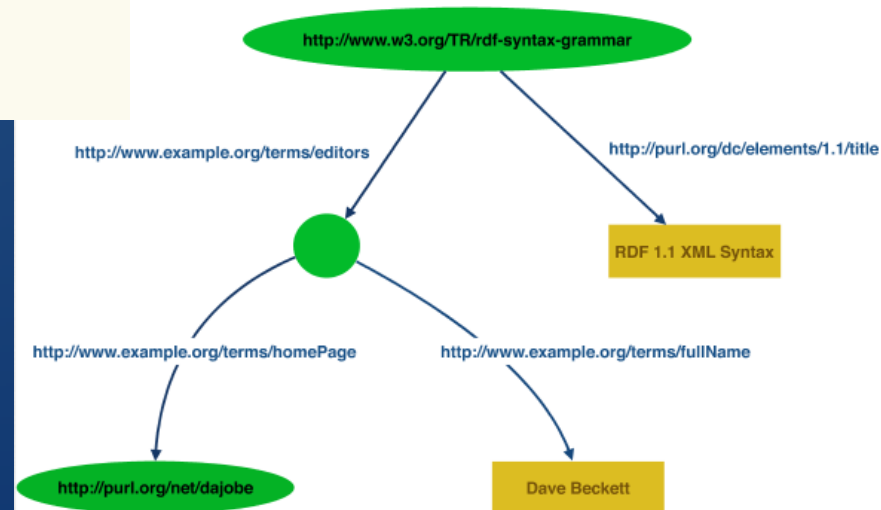 http://www.w3.org/TR/rdf-syntax-grammar
http://www.example.org/terms/editors
http://purl.org/dc/elements/1.1/title
RDF 1.1 XML Syntax
http://www.example.org/terms/homePage
http://www.example.org/terms/fullName
http://purl.org/net/dajobe
Dave Beckett